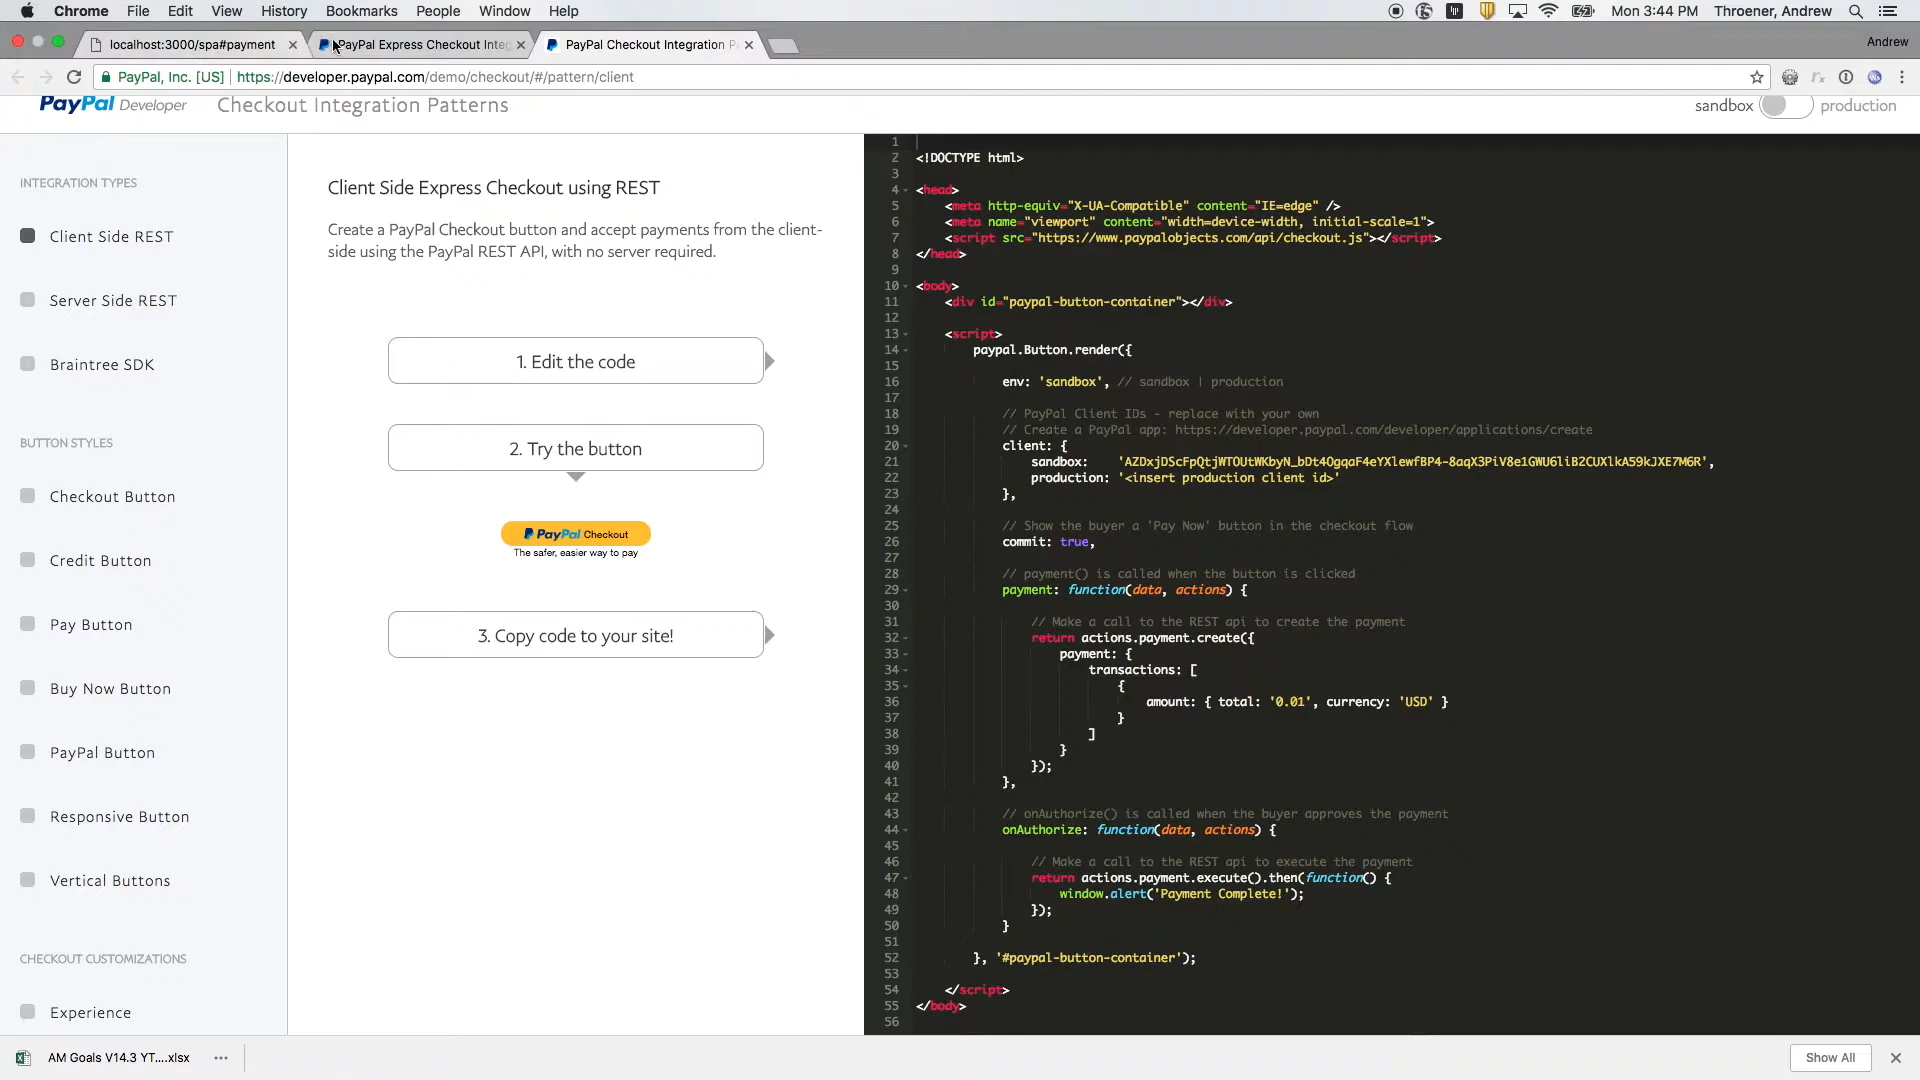 Chrome File Edit View History Bookmarks People Window Help Mon 3:44 PM Throener, Andrew
localhost:3000/spa#payment PayPal Express Checkout Integ PayPal Checkout Integration P Andrew
PayPal, Inc. [US] https://developer.paypal.com/demo/checkout/#/pattern/client
PayPal Developer Checkout Integration Patterns sandbox production
INTEGRATION TYPES
Client Side REST
Server Side REST
Braintree SDK
BUTTON STYLES
Checkout Button
Credit Button
Pay Button
Buy Now Button
PayPal Button
Responsive Button
Vertical Buttons
CHECKOUT CUSTOMIZATIONS
Experience
Client Side Express Checkout using REST
Create a PayPal Checkout button and accept payments from the client-
side using the PayPal REST API, with no server required.
1. Edit the code
2. Try the button
PayPal Checkout
The safer, easier way to pay
3. Copy code to your site!
1
2 <!DOCTYPE html>
3
4 <head>
5 <meta http-equiv="X-UA-Compatible" content="IE=edge" />
6 <meta name="viewport" content="width=device-width, initial-scale=1">
7 <script src="https://www.paypalobjects.com/api/checkout.js"></script>
8 </head>
9
10 <body>
11 <div id="paypal-button-container"></div>
12
13 <script>
14 paypal.Button.render({
15
16 env: 'sandbox', // sandbox | production
17
18 // PayPal Client IDs - replace with your own
19 // Create a PayPal app: https://developer.paypal.com/developer/applications/create
20 client: {
21 sandbox: 'AZDxjDScFpQtjWTOUtWKbyN_bDt4OgqaF4eYXlewfBP4-8aqX3PiV8e1GWU6liB2CUXlkA59kJXE7M6R',
22 production: '<insert production client id>'
23 },
24
25 // Show the buyer a 'Pay Now' button in the checkout flow
26 commit: true,
27
28 // payment() is called when the button is clicked
29 payment: function(data, actions) {
30
31 // Make a call to the REST api to create the payment
32 return actions.payment.create({
33 payment: {
34 transactions: [
35 {
36 amount: { total: '0.01', currency: 'USD' }
37 }
38 ]
39 }
40 });
41 },
42
43 // onAuthorize() is called when the buyer approves the payment
44 onAuthorize: function(data, actions) {
45
46 // Make a call to the REST api to execute the payment
47 return actions.payment.execute().then(function() {
48 window.alert('Payment Complete!');
49 });
50 }
51
52 }, '#paypal-button-container');
53
54 </script>
55 </body>
56
AM Goals V14.3 YT....xlsx Show All